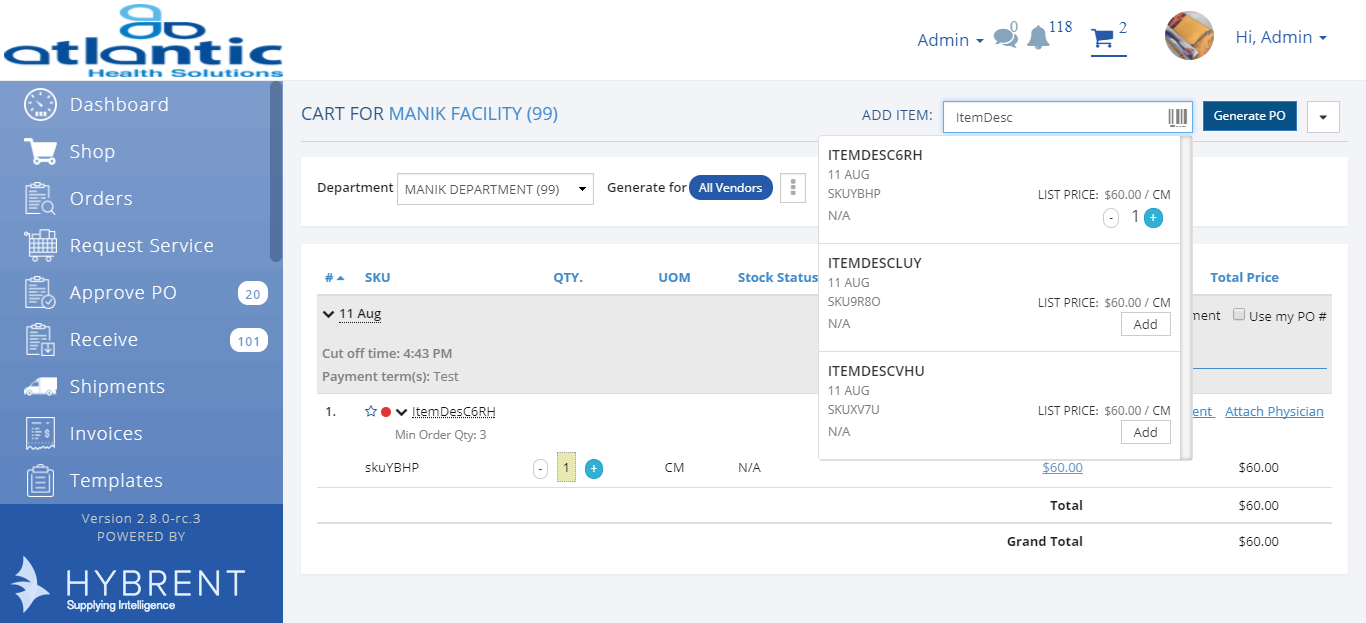 atlantic
Health Solutions
Admin 0 118 2 Hi, Admin
Dashboard
Shop
Orders
Request Service
Approve PO 20
Receive 101
Shipments
Invoices
Templates
Version 2.8.0-rc.3
POWERED BY
HYBRENT
Supplying Intelligence
CART FOR MANIK FACILITY (99)
ADD ITEM: ItemDesc Generate PO
Department MANIK DEPARTMENT (99) Generate for All Vendors
ITEMDESC6RH
11 AUG
SKUYBHP LIST PRICE: $60.00 / CM
N/A - 1 +
ITEMDESCLUY
11 AUG
SKU9R8O LIST PRICE: $60.00 / CM
N/A Add
ITEMDESCVHU
11 AUG
SKUXV7U LIST PRICE: $60.00 / CM
N/A Add
# SKU QTY. UOM Stock Status Total Price
11 Aug ment Use my PO #
Cut off time: 4:43 PM
Payment term(s): Test
1. ItemDesC6RH ent Attach Physician
Min Order Qty: 3
skuYBHP - 1 + CM N/A $60.00 $60.00
Total $60.00
Grand Total $60.00